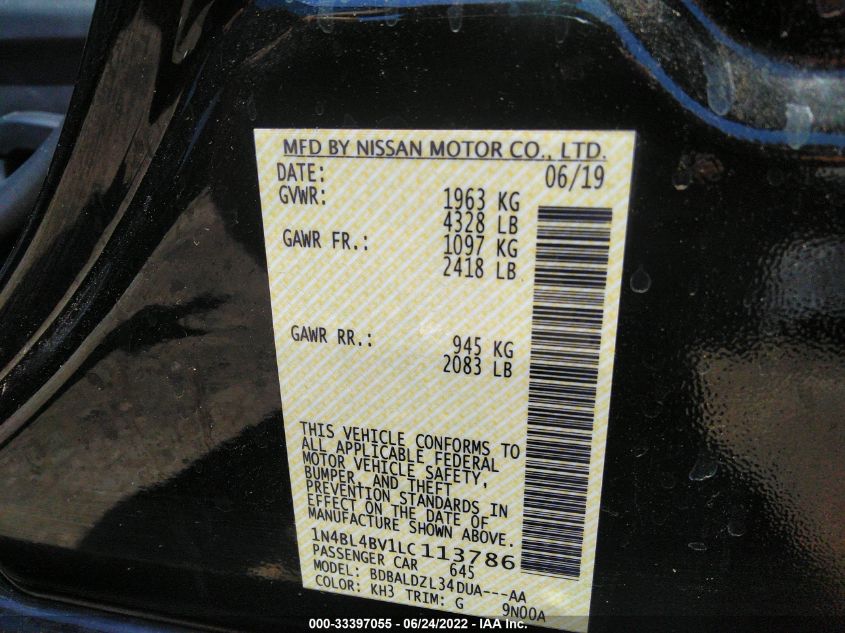 MFD BY NISSAN MOTOR CO., LTD.
DATE: 06/19
GVWR: 1963 KG
4328 LB
GAWR FR.: 1097 KG
2418 LB
GAWR RR.: 945 KG
2083 LB
THIS VEHICLE CONFORMS TO
ALL APPLICABLE FEDERAL
MOTOR VEHICLE SAFETY,
BUMPER, AND THEFT
PREVENTION STANDARDS IN
EFFECT ON THE DATE OF
MANUFACTURE SHOWN ABOVE.
1N4BL4BV1LC113786
PASSENGER CAR 645
MODEL: BDBALDZL34DUA---AA
COLOR: KH3 TRIM: G 9N00A
000-33397055 - 06/24/2022 - IAA Inc.